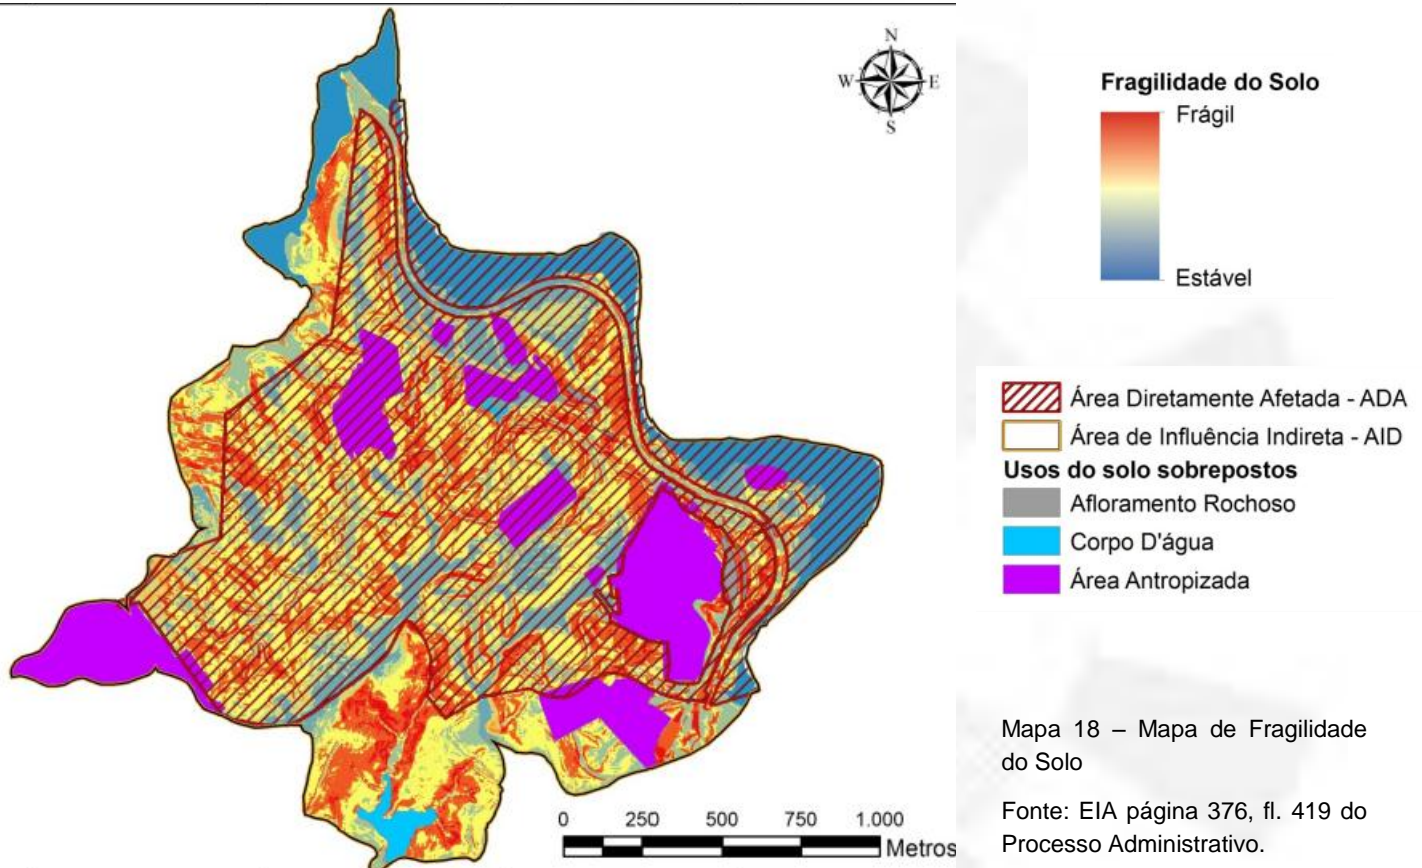 N
W E
S
0 250 500 750 1.000
Metros
Fragilidade do Solo
Frágil
Estável
Área Diretamente Afetada - ADA
Área de Influência Indireta - AID
Usos do solo sobrepostos
Afloramento Rochoso
Corpo D'água
Área Antropizada
Mapa 18 – Mapa de Fragilidade
do Solo
Fonte: EIA página 376, fl. 419 do
Processo Administrativo.